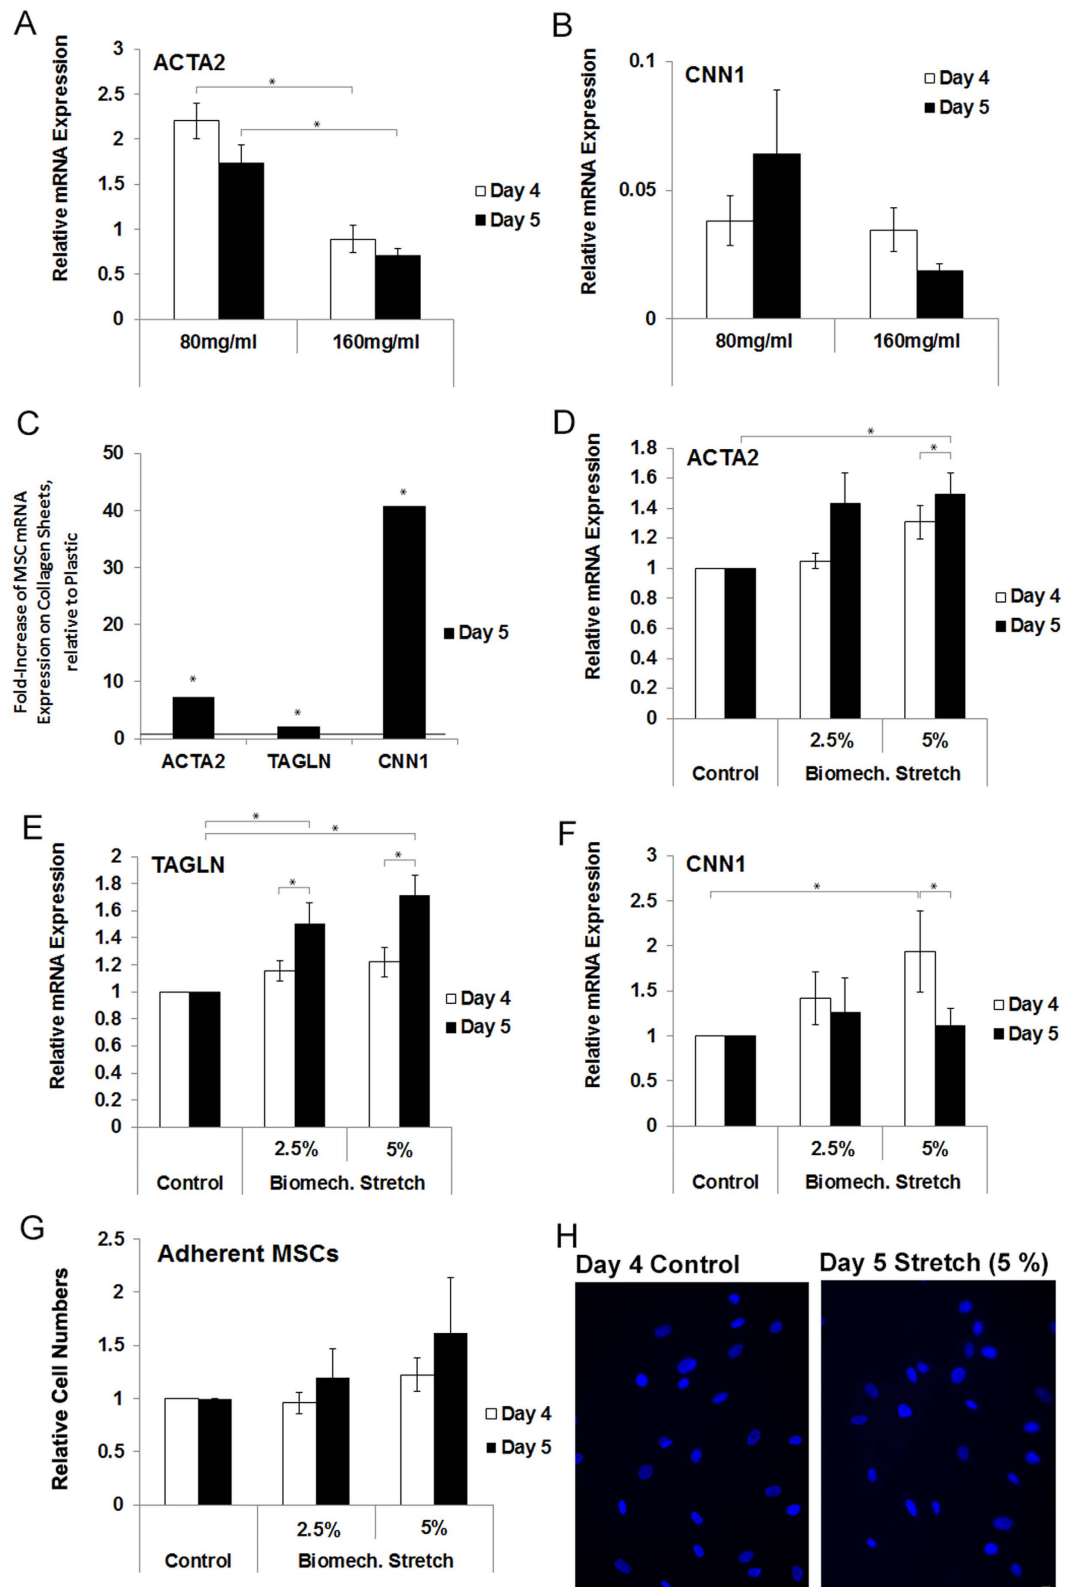 A
Relative mRNA Expression
ACTA2
3
2.5
2
1.5
1
0.5
0
*
*
80mg/ml
160mg/ml
Day 4
Day 5
B
Relative mRNA Expression
CNN1
0.1
0.05
0
80mg/ml
160mg/ml
Day 4
Day 5
C
Fold-Increase of MSC mRNA
Expression on Collagen Sheets,
relative to Plastic
50
40
30
20
10
0
*
*
*
ACTA2
TAGLN
CNN1
Day 5
D
Relative mRNA Expression
ACTA2
1.8
1.6
1.4
1.2
1
0.8
0.6
0.4
0.2
0
*
*
2.5%
5%
Control
Biomech. Stretch
Day 4
Day 5
E
Relative mRNA Expression
TAGLN
2
1.8
1.6
1.4
1.2
1
0.8
0.6
0.4
0.2
0
*
*
*
*
2.5%
5%
Control
Biomech. Stretch
Day 4
Day 5
F
Relative mRNA Expression
CNN1
3
2.5
2
1.5
1
0.5
0
*
*
2.5%
5%
Control
Biomech. Stretch
Day 4
Day 5
G
Relative Cell Numbers
Adherent MSCs
2.5
2
1.5
1
0.5
0
2.5%
5%
Control
Biomech. Stretch
Day 4
Day 5
H
Day 4 Control
Day 5 Stretch (5 %)